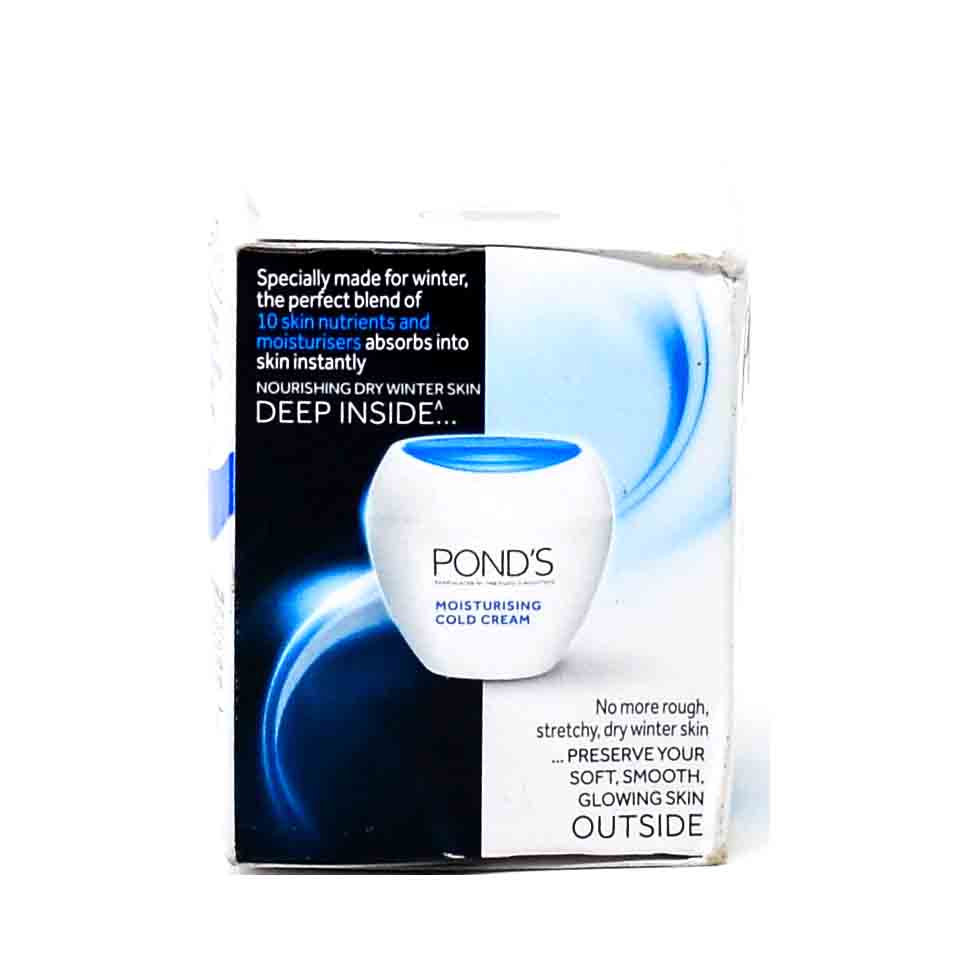 Specially made for winter,
the perfect blend of
10 skin nutrients and
moisturisers absorbs into
skin instantly
NOURISHING DRY WINTER SKIN
DEEP INSIDE^...
POND'S
MOISTURISING
COLD CREAM
No more rough,
stretchy, dry winter skin
... PRESERVE YOUR
SOFT, SMOOTH,
GLOWING SKIN
OUTSIDE